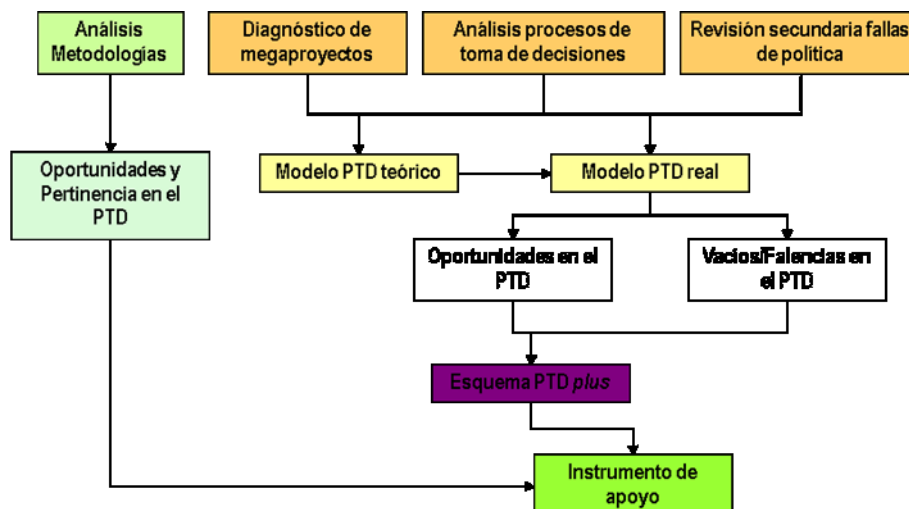 Análisis
Metodologías
Diagnóstico de
megaproyectos
Análisis procesos de
toma de decisiones
Revisión secundaria fallas
de política
Oportunidades y
Pertinencia en el
PTD
Modelo PTD teórico
Modelo PTD real
Oportunidades en el
PTD
Vacíos/Falencias en
el PTD
Esquema PTD plus
Instrumento de
apoyo